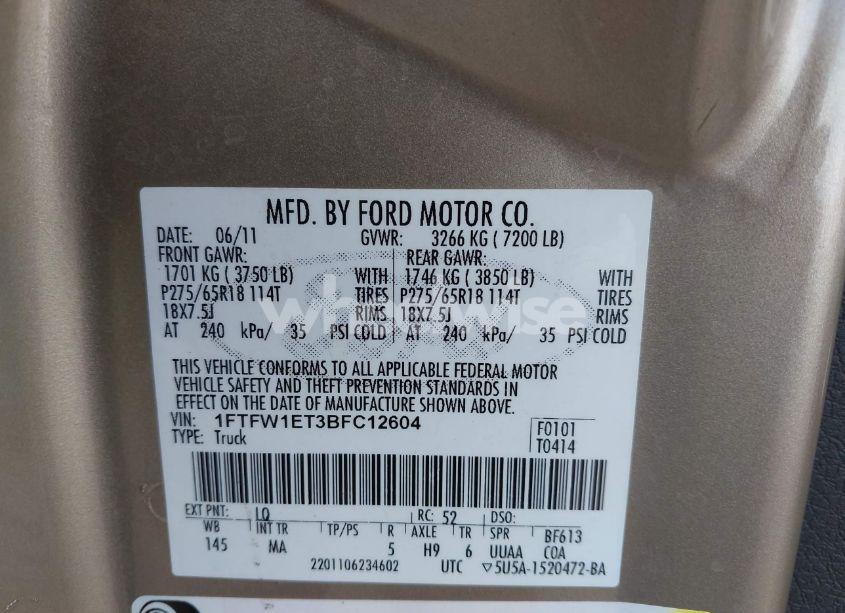 MFD. BY FORD MOTOR CO.
DATE: 06/11 GVWR: 3266 KG ( 7200 LB)
FRONT GAWR: REAR GAWR:
1701 KG ( 3750 LB) WITH 1746 KG ( 3850 LB) WITH
P275/65R18 114T TIRES P275/65R18 114T TIRES
18X7.5J RIMS 18X7.5J RIMS
AT 240 kPa/ 35 PSI COLD AT 240 kPa/ 35 PSI COLD
THIS VEHICLE CONFORMS TO ALL APPLICABLE FEDERAL MOTOR
VEHICLE SAFETY AND THEFT PREVENTION STANDARDS IN
EFFECT ON THE DATE OF MANUFACTURE SHOWN ABOVE.
VIN: 1FTFW1ET3BFC12604 F0101
TYPE: Truck T0414
EXT PNT: LQ RC: 52 DSO:
WB INT TR TP/PS R AXLE TR SPR BF613
145 MA 5 H9 6 UUAA COA
2201106234602 UTC ▽5U5A-1520472-BA